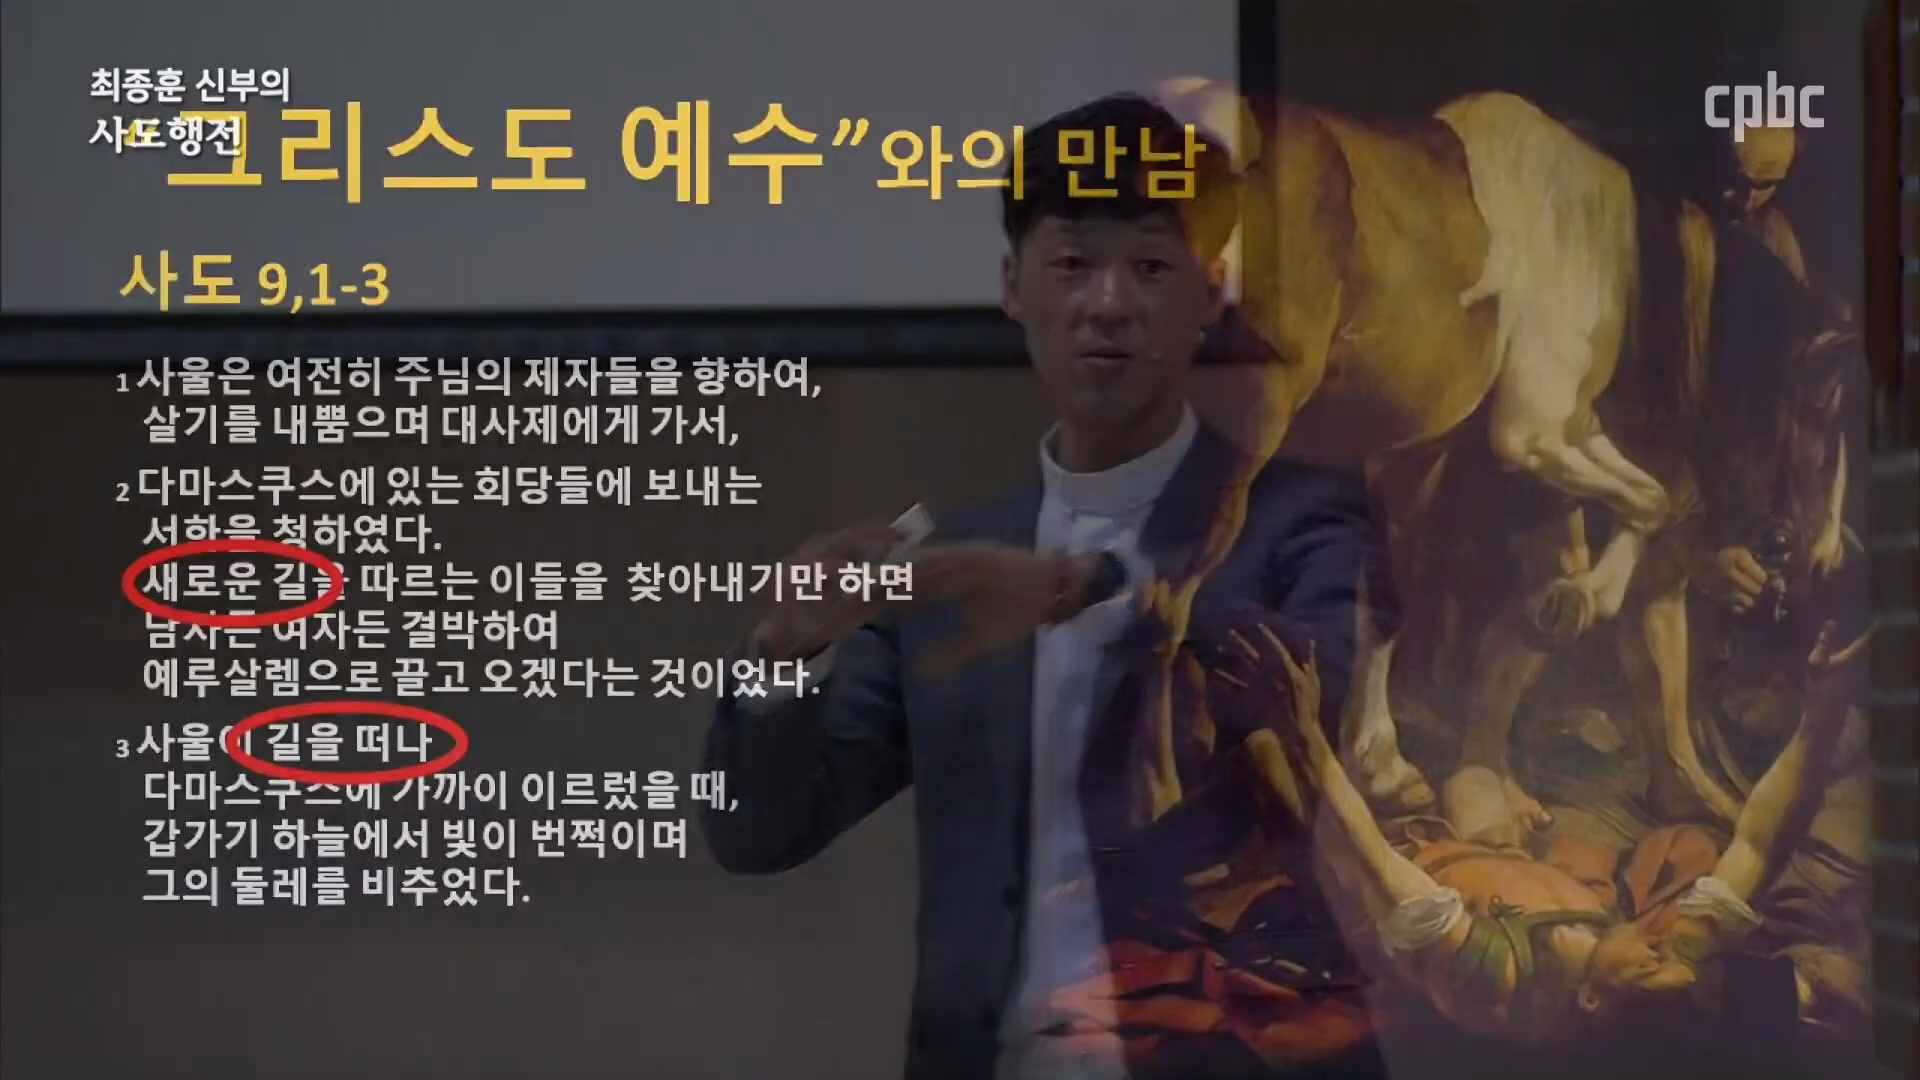 최종훈 신부의
사도행전
cpbc
"그리스도 예수"와의 만남
사도 9,1-3
1 사울은 여전히 주님의 제자들을 향하여,
살기를 내뿜으며 대사제에게 가서,
2 다마스쿠스에 있는 회당들에 보내는
서한을 청하였다.
새로운 길을 따르는 이들을 찾아내기만 하면
남자든 여자든 결박하여
예루살렘으로 끌고 오겠다는 것이었다.
3 사울이 길을 떠나
다마스쿠스에 가까이 이르렀을 때,
갑자기 하늘에서 빛이 번쩍이며
그의 둘레를 비추었다.